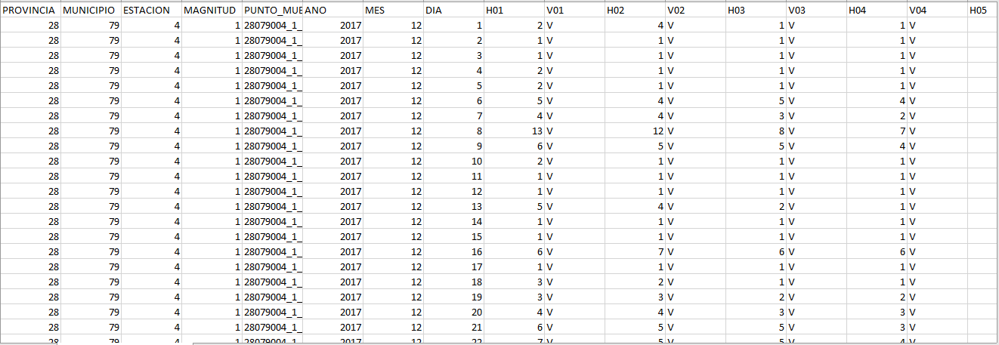 PROVINCIA MUNICIPIO ESTACION MAGNITUD PUNTO_MUE ANO MES DIA H01 V01 H02 V02 H03 V03 H04 V04 H05
28 79 4 1 28079004_1_ 2017 12 1 2 V 4 V 1 V 1 V
28 79 4 1 28079004_1_ 2017 12 2 1 V 1 V 1 V 1 V
28 79 4 1 28079004_1_ 2017 12 3 1 V 1 V 1 V 1 V
28 79 4 1 28079004_1_ 2017 12 4 2 V 1 V 1 V 1 V
28 79 4 1 28079004_1_ 2017 12 5 2 V 1 V 1 V 1 V
28 79 4 1 28079004_1_ 2017 12 6 5 V 4 V 5 V 4 V
28 79 4 1 28079004_1_ 2017 12 7 4 V 4 V 3 V 2 V
28 79 4 1 28079004_1_ 2017 12 8 13 V 12 V 8 V 7 V
28 79 4 1 28079004_1_ 2017 12 9 6 V 5 V 5 V 4 V
28 79 4 1 28079004_1_ 2017 12 10 2 V 1 V 1 V 1 V
28 79 4 1 28079004_1_ 2017 12 11 1 V 1 V 1 V 1 V
28 79 4 1 28079004_1_ 2017 12 12 1 V 1 V 1 V 1 V
28 79 4 1 28079004_1_ 2017 12 13 5 V 4 V 2 V 1 V
28 79 4 1 28079004_1_ 2017 12 14 1 V 1 V 1 V 1 V
28 79 4 1 28079004_1_ 2017 12 15 1 V 1 V 1 V 1 V
28 79 4 1 28079004_1_ 2017 12 16 6 V 7 V 6 V 6 V
28 79 4 1 28079004_1_ 2017 12 17 1 V 1 V 1 V 1 V
28 79 4 1 28079004_1_ 2017 12 18 3 V 2 V 1 V 1 V
28 79 4 1 28079004_1_ 2017 12 19 3 V 3 V 2 V 2 V
28 79 4 1 28079004_1_ 2017 12 20 4 V 4 V 3 V 3 V
28 79 4 1 28079004_1_ 2017 12 21 6 V 5 V 5 V 3 V
28 79 4 1 28079004_1_ 2017 12 22 7 V 5 V 5 V 4 V